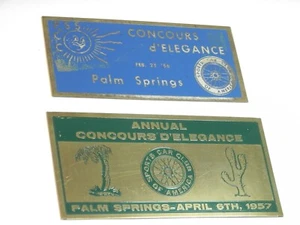 CONCOURS
d'ELEGANCE
Palm Springs
ANNUAL
CONCOURS D'ELEGANCE
SPORTS CAR CLUB
OF AMERICA
PALM SPRINGS-APRIL 6TH, 1957